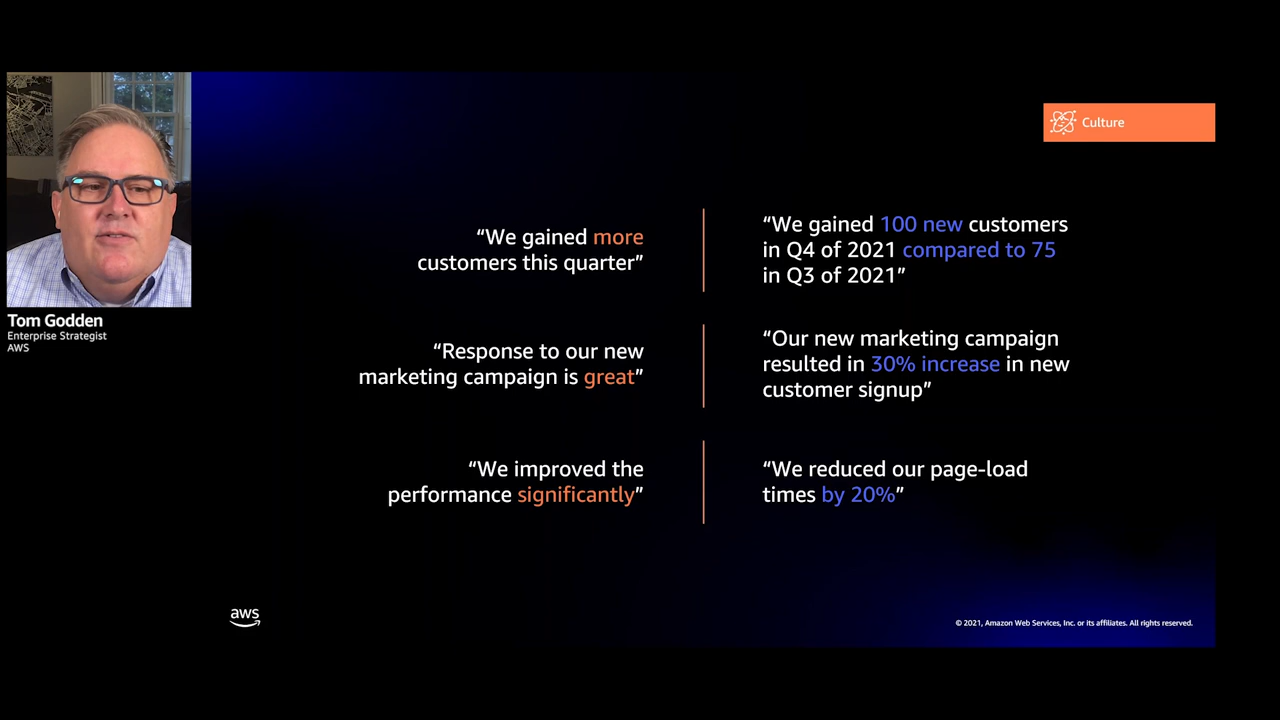 Culture
“We gained more
customers this quarter”
“We gained 100 new customers
in Q4 of 2021 compared to 75
in Q3 of 2021”
Tom Godden
Enterprise Strategist
AWS
“Response to our new
marketing campaign is great”
“Our new marketing campaign
resulted in 30% increase in new
customer signup”
“We improved the
performance significantly”
“We reduced our page-load
times by 20%”
aws
© 2021, Amazon Web Services, Inc. or its affiliates. All rights reserved.